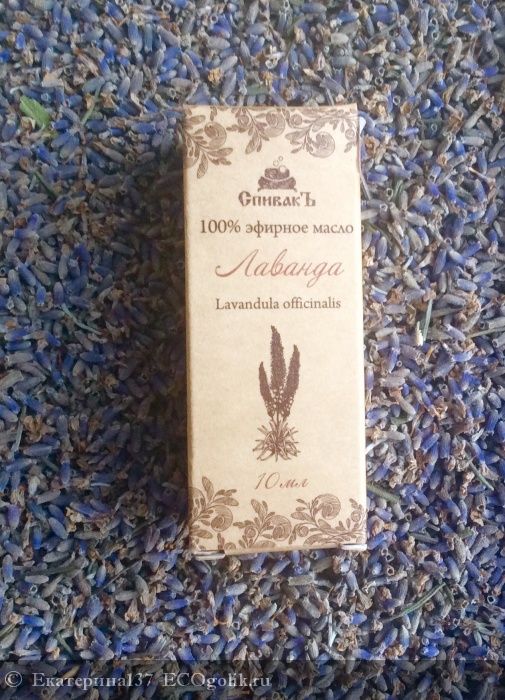 СпивакЪ
100% эфирное масло
Лаванда
Lavandula officinalis
10 мл
© Екатерина137 ECOgolik.ru